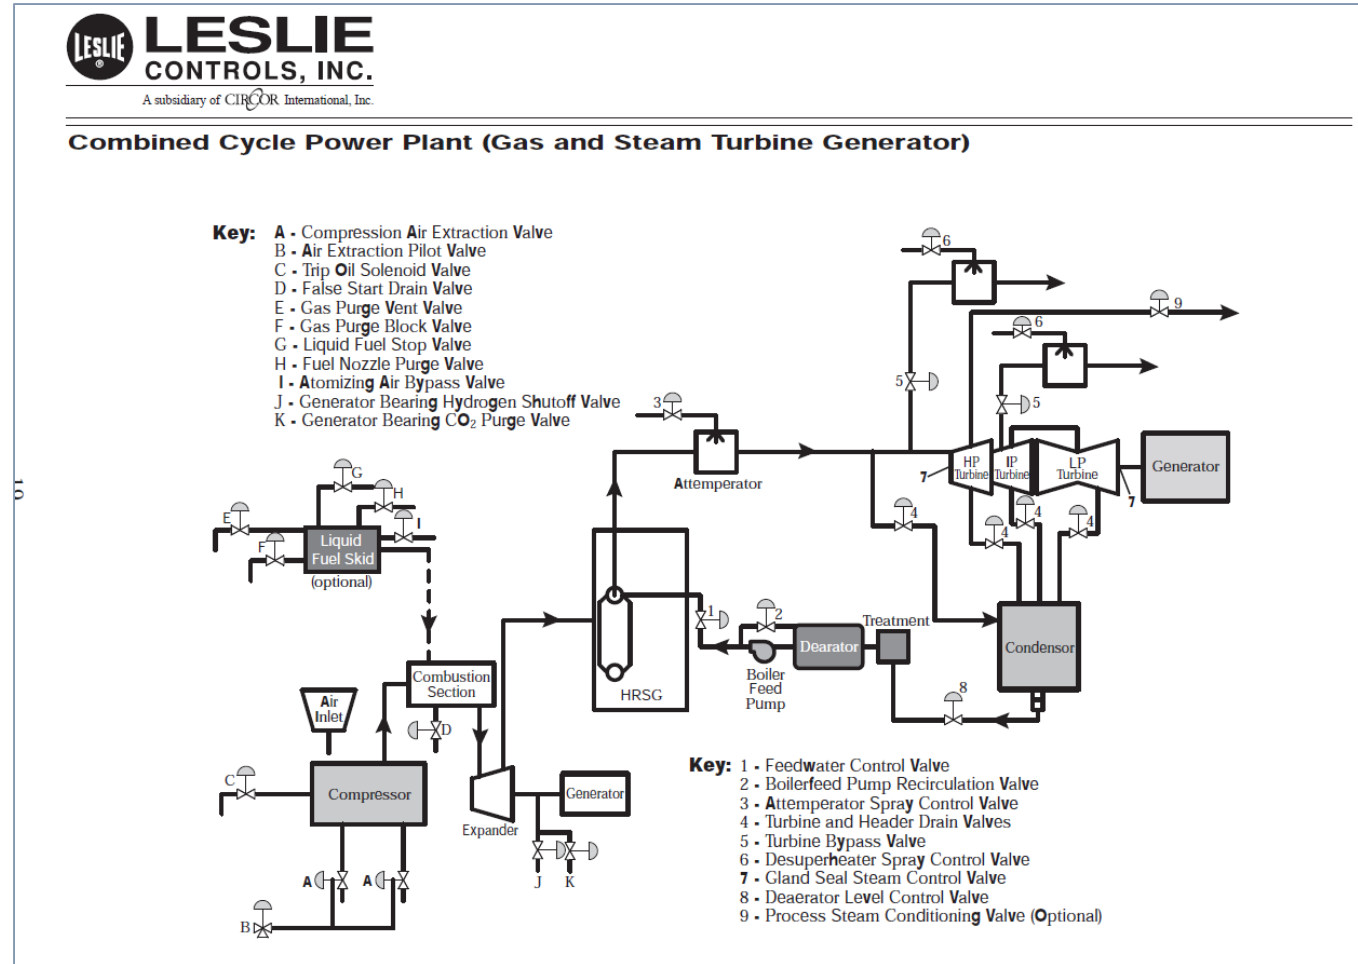 LESLIE
®
LESLIE
CONTROLS, INC.
A subsidiary of CIRCOR International, Inc.
Combined Cycle Power Plant (Gas and Steam Turbine Generator)
Key: A - Compression Air Extraction Valve
B - Air Extraction Pilot Valve
C - Trip Oil Solenoid Valve
D - False Start Drain Valve
E - Gas Purge Vent Valve
F - Gas Purge Block Valve
G - Liquid Fuel Stop Valve
H - Fuel Nozzle Purge Valve
I - Atomizing Air Bypass Valve
J - Generator Bearing Hydrogen Shutoff Valve
K - Generator Bearing CO₂ Purge Valve
6
9
6
5
5
3
Attemperator
7
HP
Turbine
IP
Turbine
LP
Turbine
7
Generator
4
4
4
4
G
H
E
I
F
Liquid
Fuel Skid
(optional)
1
2
Treatment
Dearator
Condensor
Boiler
Feed
Pump
8
HRSG
Combustion
Section
D
Air
Inlet
C
Compressor
Expander
Generator
A
A
J
K
B
Key: 1 - Feedwater Control Valve
2 - Boilerfeed Pump Recirculation Valve
3 - Attemperator Spray Control Valve
4 - Turbine and Header Drain Valves
5 - Turbine Bypass Valve
6 - Desuperheater Spray Control Valve
7 - Gland Seal Steam Control Valve
8 - Deaerator Level Control Valve
9 - Process Steam Conditioning Valve (Optional)